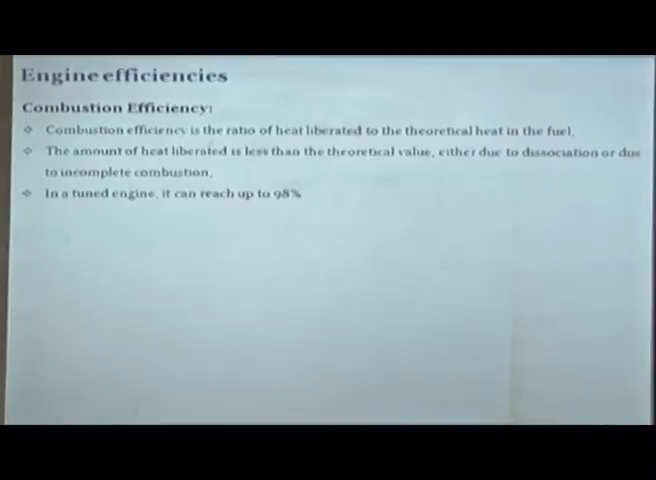 Engine efficiencies
Combustion Efficiency:
❖ Combustion efficiency is the ratio of heat liberated to the theoretical heat in the fuel.
❖ The amount of heat liberated is less than the theoretical value, either due to dissociation or due
to incomplete combustion.
❖ In a tuned engine, it can reach up to 98%